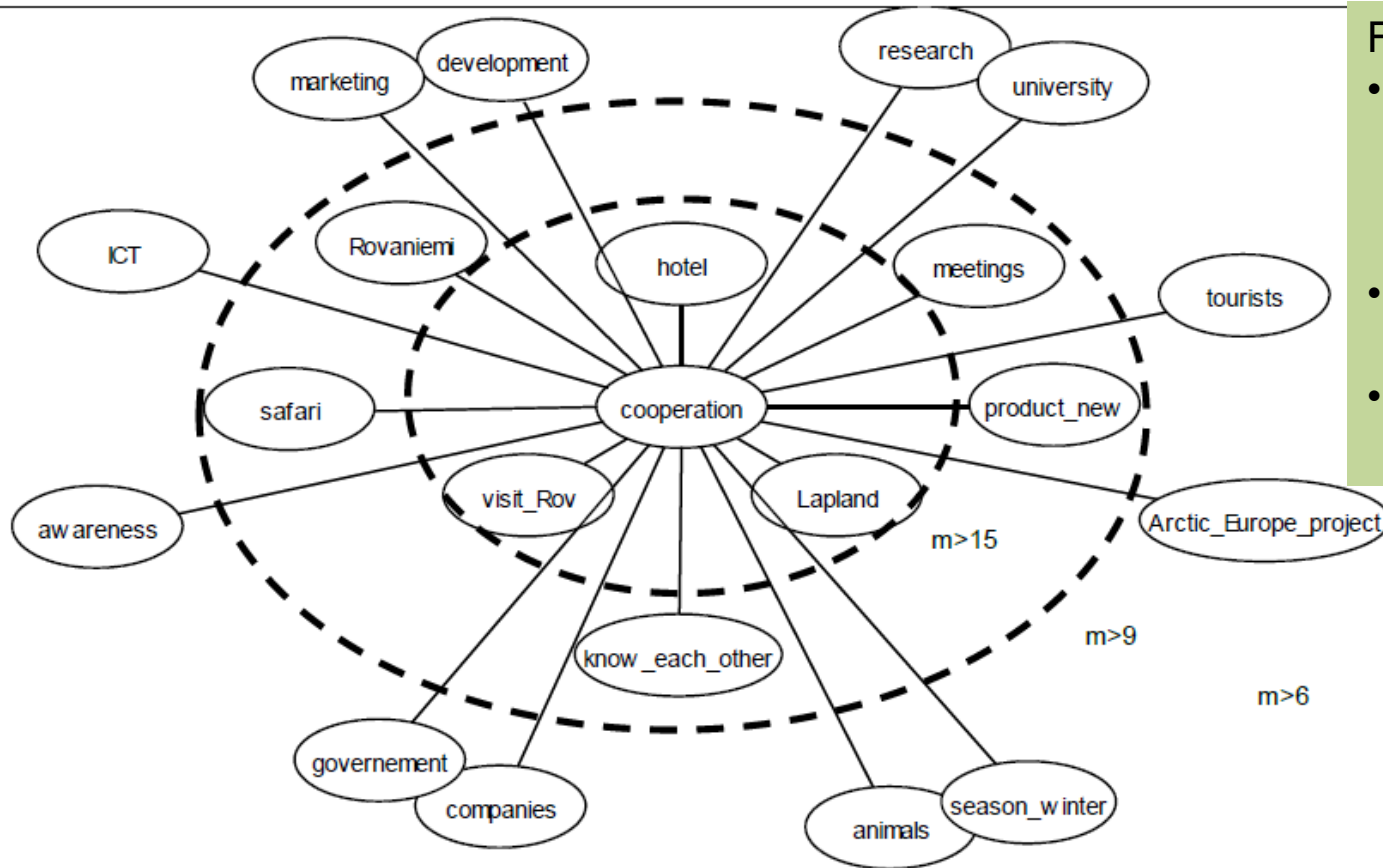 research
development
marketing
university
Rovaniemi
ICT
hotel
meetings
tourists
safari
cooperation
product_new
visit_Rov
Lapland
awareness
Arctic_Europe_project
m>15
m>9
know_each_other
m>6
governement
companies
animals
season_winter